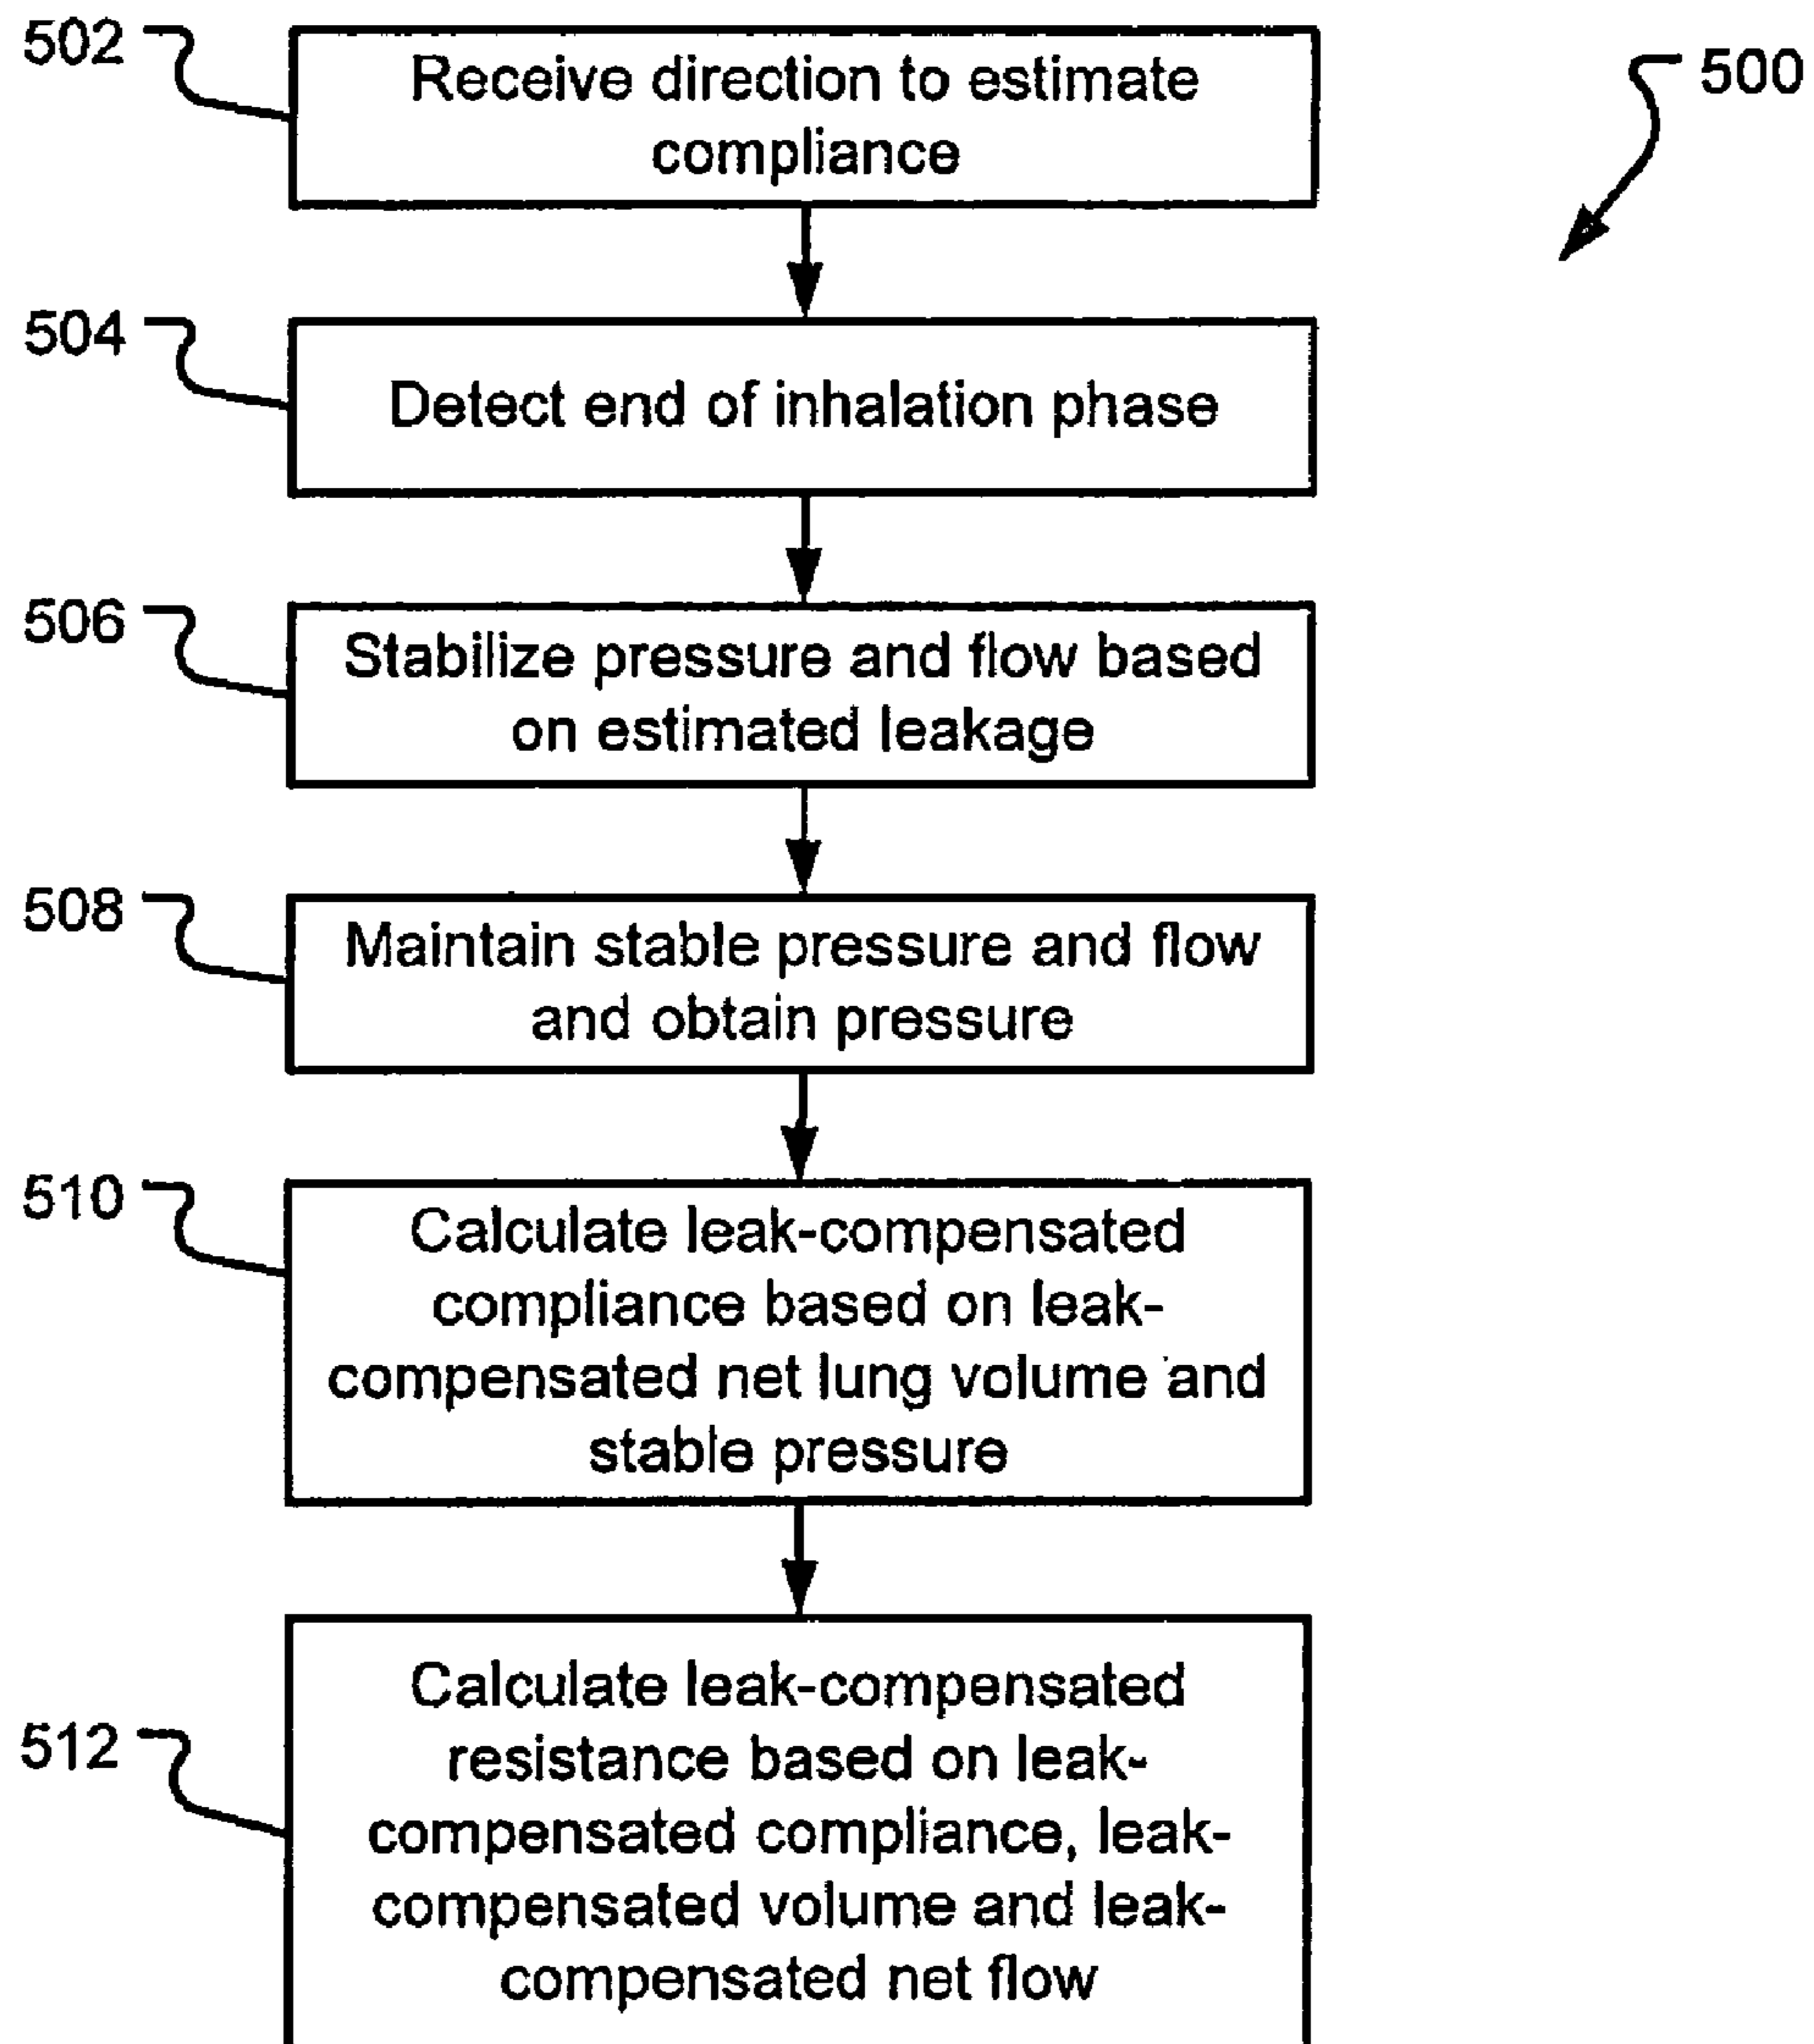 502
Receive direction to estimate
compliance
500
504
Detect end of inhalation phase
506
Stabilize pressure and flow based
on estimated leakage
508
Maintain stable pressure and flow
and obtain pressure
510
Calculate leak-compensated
compliance based on leak-
compensated net lung volume and
stable pressure
512
Calculate leak-compensated
resistance based on leak-
compensated compliance, leak-
compensated volume and leak-
compensated net flow